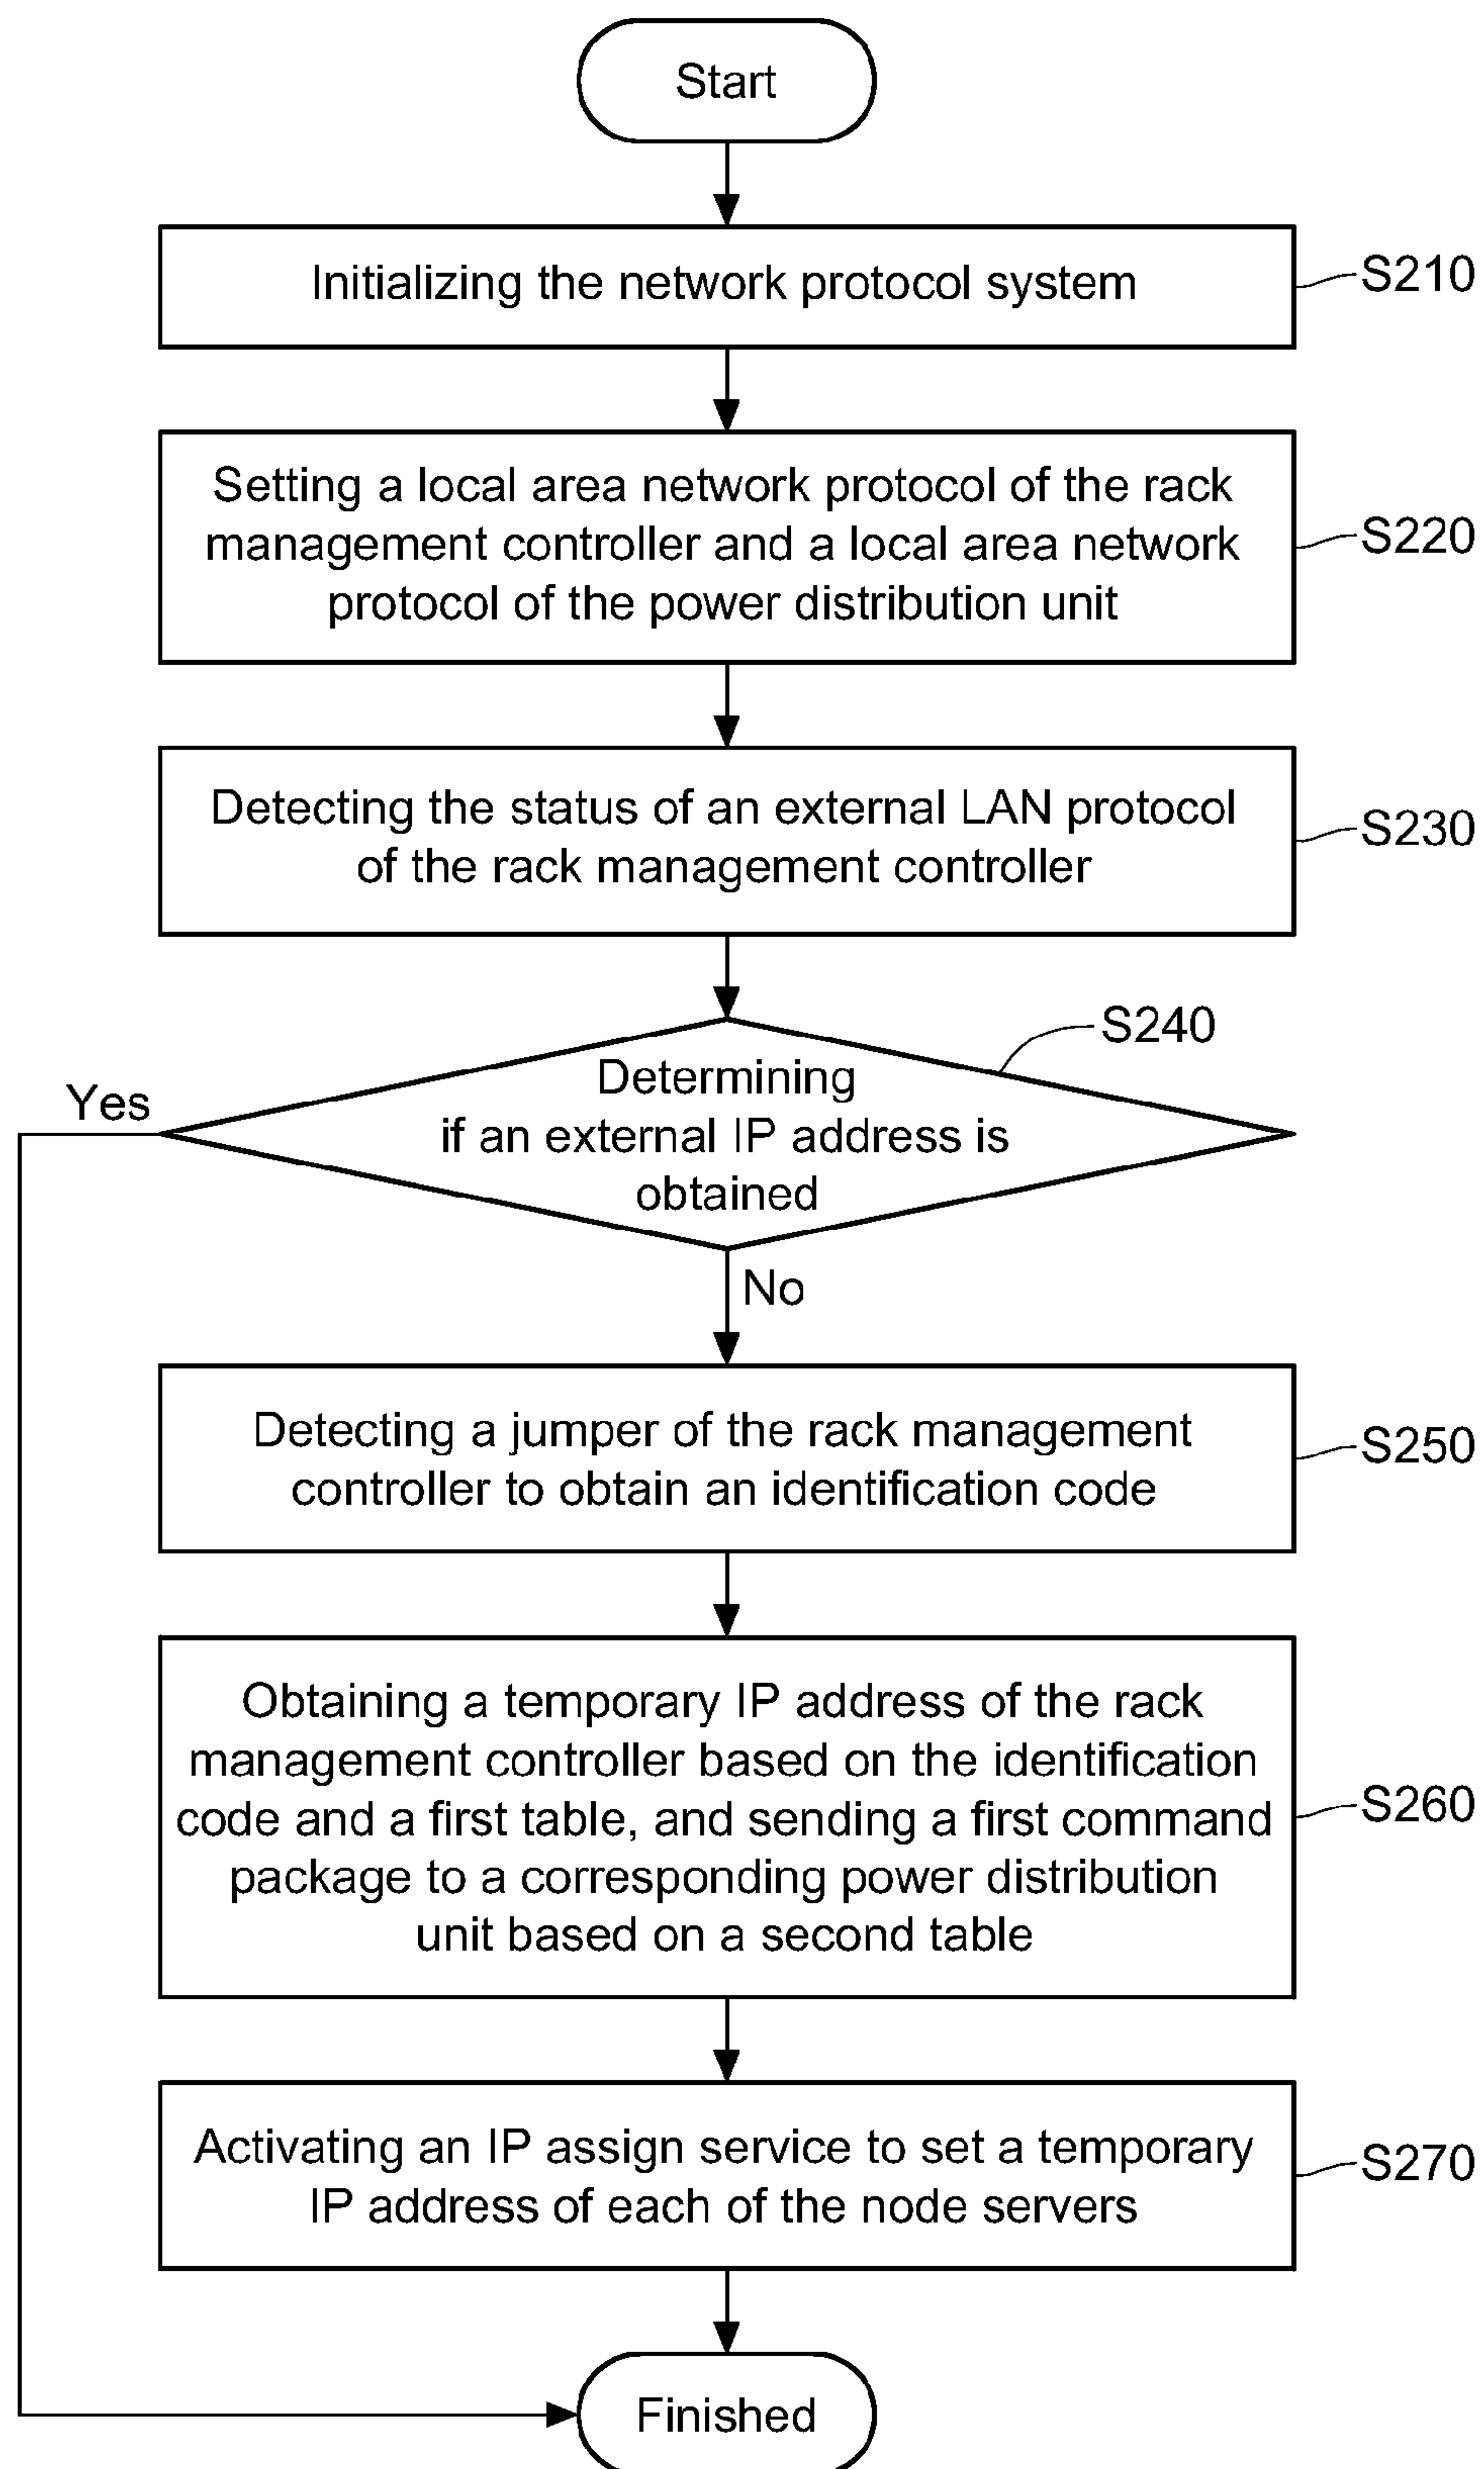 Start
Initializing the network protocol system
S210
Setting a local area network protocol of the rack
management controller and a local area network
protocol of the power distribution unit
S220
Detecting the status of an external LAN protocol
of the rack management controller
S230
S240
Determining
if an external IP address is
obtained
Yes
No
Detecting a jumper of the rack management
controller to obtain an identification code
S250
Obtaining a temporary IP address of the rack
management controller based on the identification
code and a first table, and sending a first command
package to a corresponding power distribution
unit based on a second table
S260
Activating an IP assign service to set a temporary
IP address of each of the node servers
S270
Finished